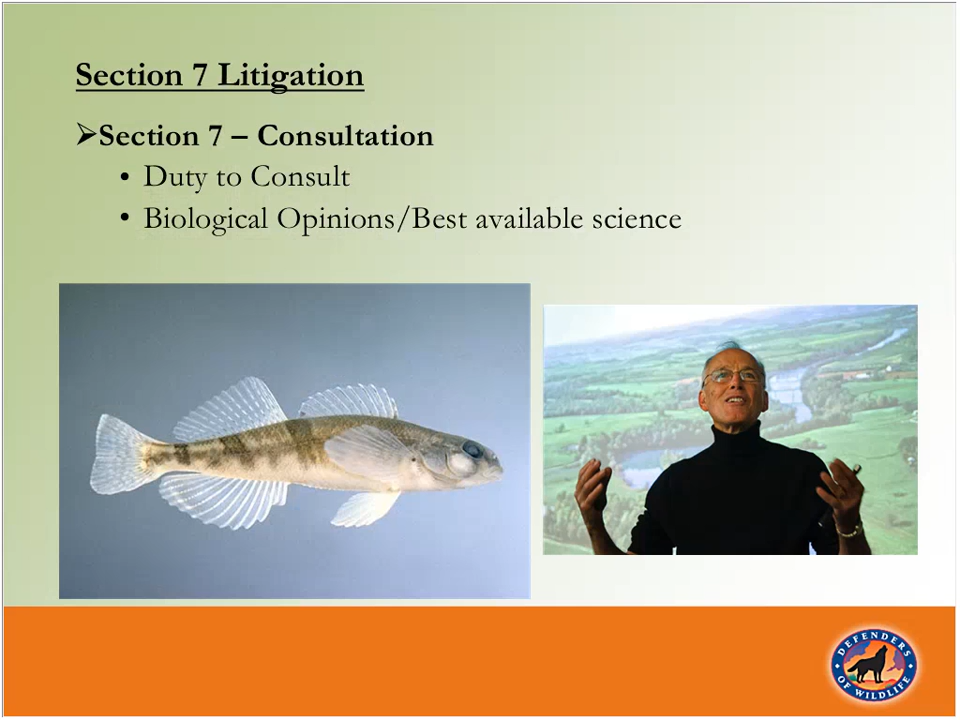 Section 7 Litigation
➢Section 7 – Consultation
• Duty to Consult
• Biological Opinions/Best available science
DEFENDERS
OF WILDLIFE